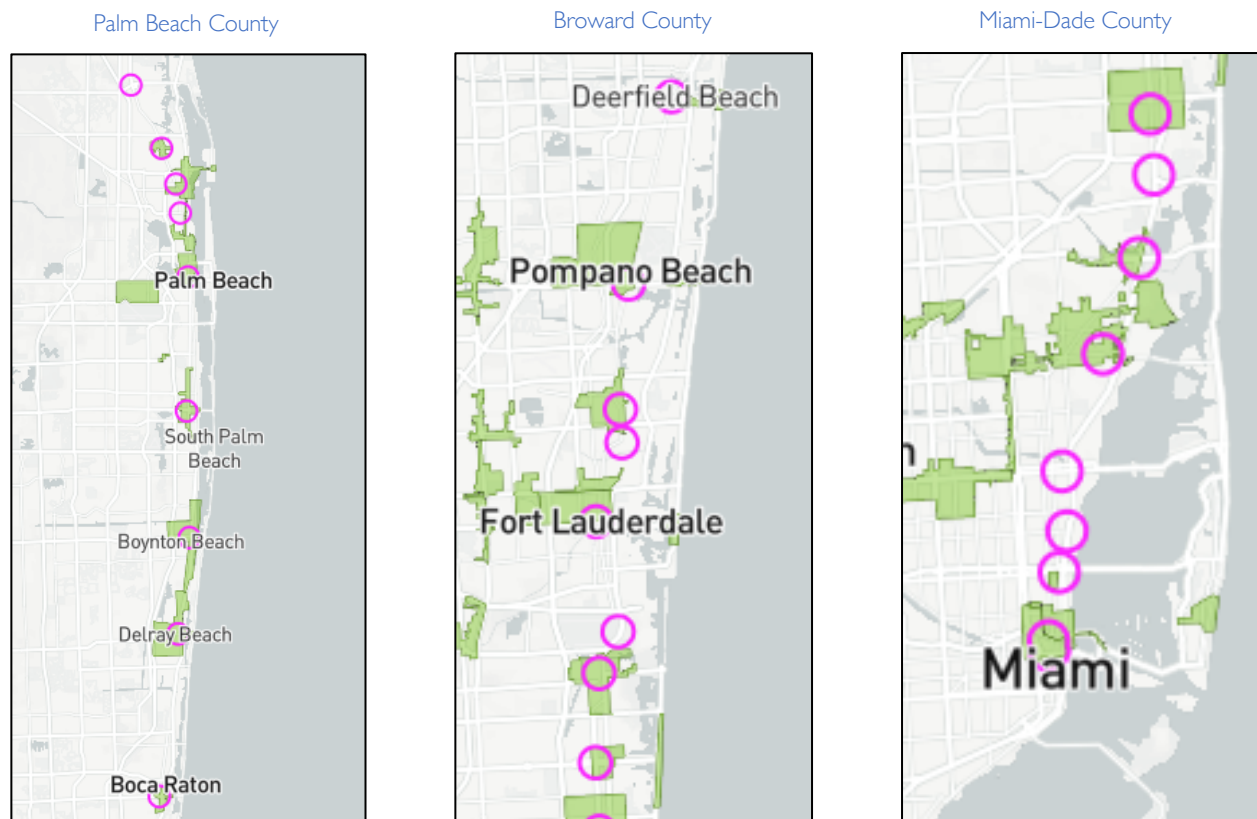 Palm Beach County
Broward County
Miami-Dade County
Palm Beach
South Palm
Beach
Boynton Beach
Delray Beach
Boca Raton
Deerfield Beach
Pompano Beach
Fort Lauderdale
n
Miami